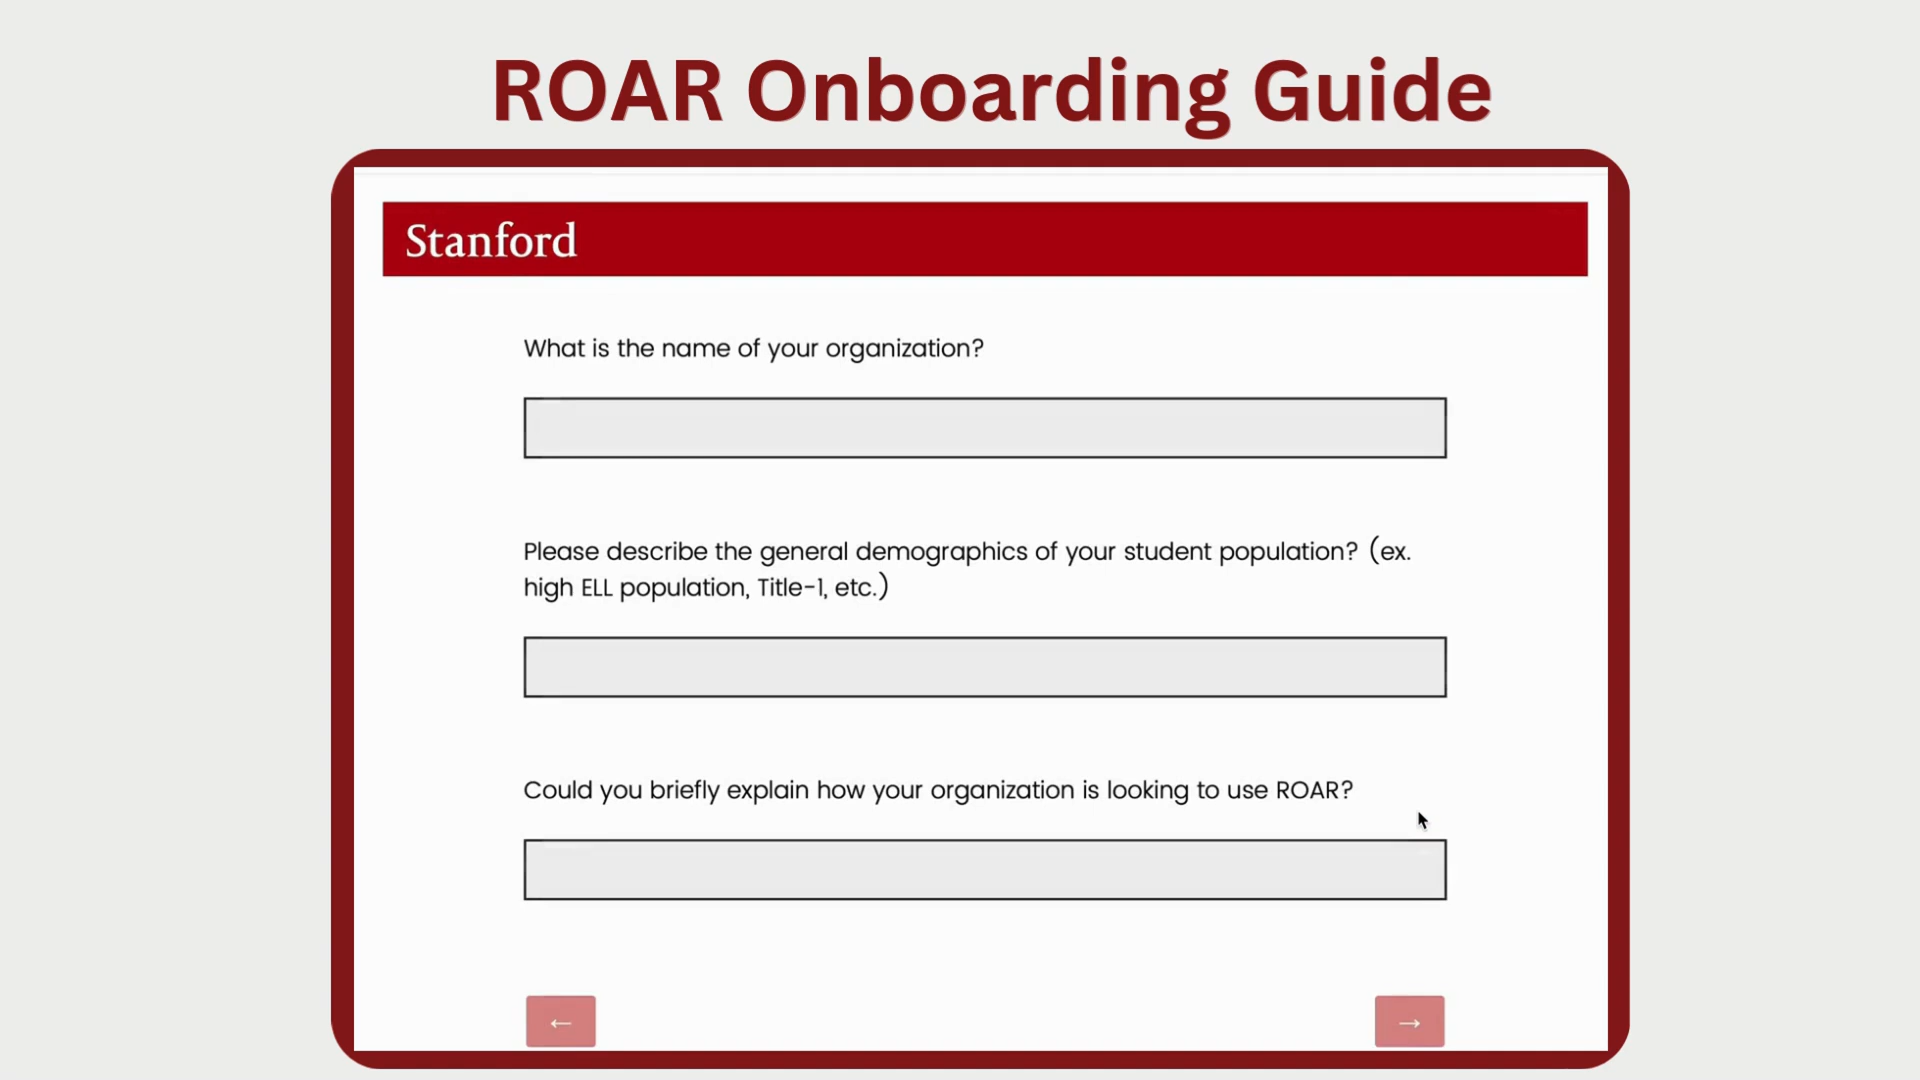 ROAR Onboarding Guide
Stanford
What is the name of your organization?
Please describe the general demographics of your student population? (ex.
high ELL population, Title-1, etc.)
Could you briefly explain how your organization is looking to use ROAR?
← →